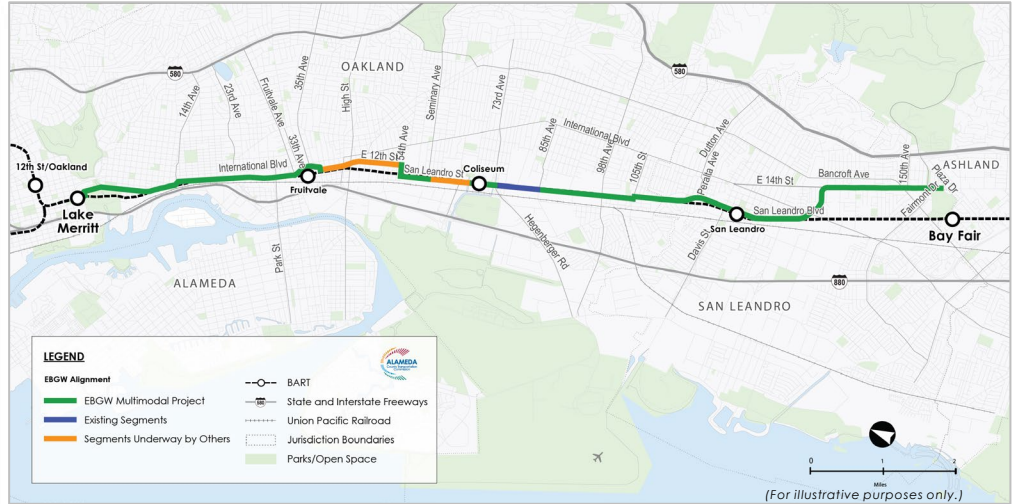 580
OAKLAND
14th Ave
23rd Ave
Fruitvale Ave
35th Ave
33th Ave
High St
Seminary Ave
73rd Ave
85th Ave
98th Ave
105th St
Dutton Ave
Peralta Ave
580
International Blvd
International Blvd
E 12th St
54th Ave
San Leandro St
Coliseum
12th St/Oakland
Lake
Merritt
Fruitvale
E 14th St
Bancroft Ave
150th Ave
Plaza Dr
Fairmont Dr
ASHLAND
San Leandro Blvd
San Leandro
Bay Fair
Hegenberger Rd
Davis St
Park St
ALAMEDA
880
SAN LEANDRO
LEGEND
EBGW Alignment
EBGW Multimodal Project
Existing Segments
Segments Underway by Others
ALAMEDA
County Transportation
Commission
BART
580
State and Interstate Freeways
Union Pacific Railroad
Jurisdiction Boundaries
Parks/Open Space
0 1 2
Miles
(For illustrative purposes only.)